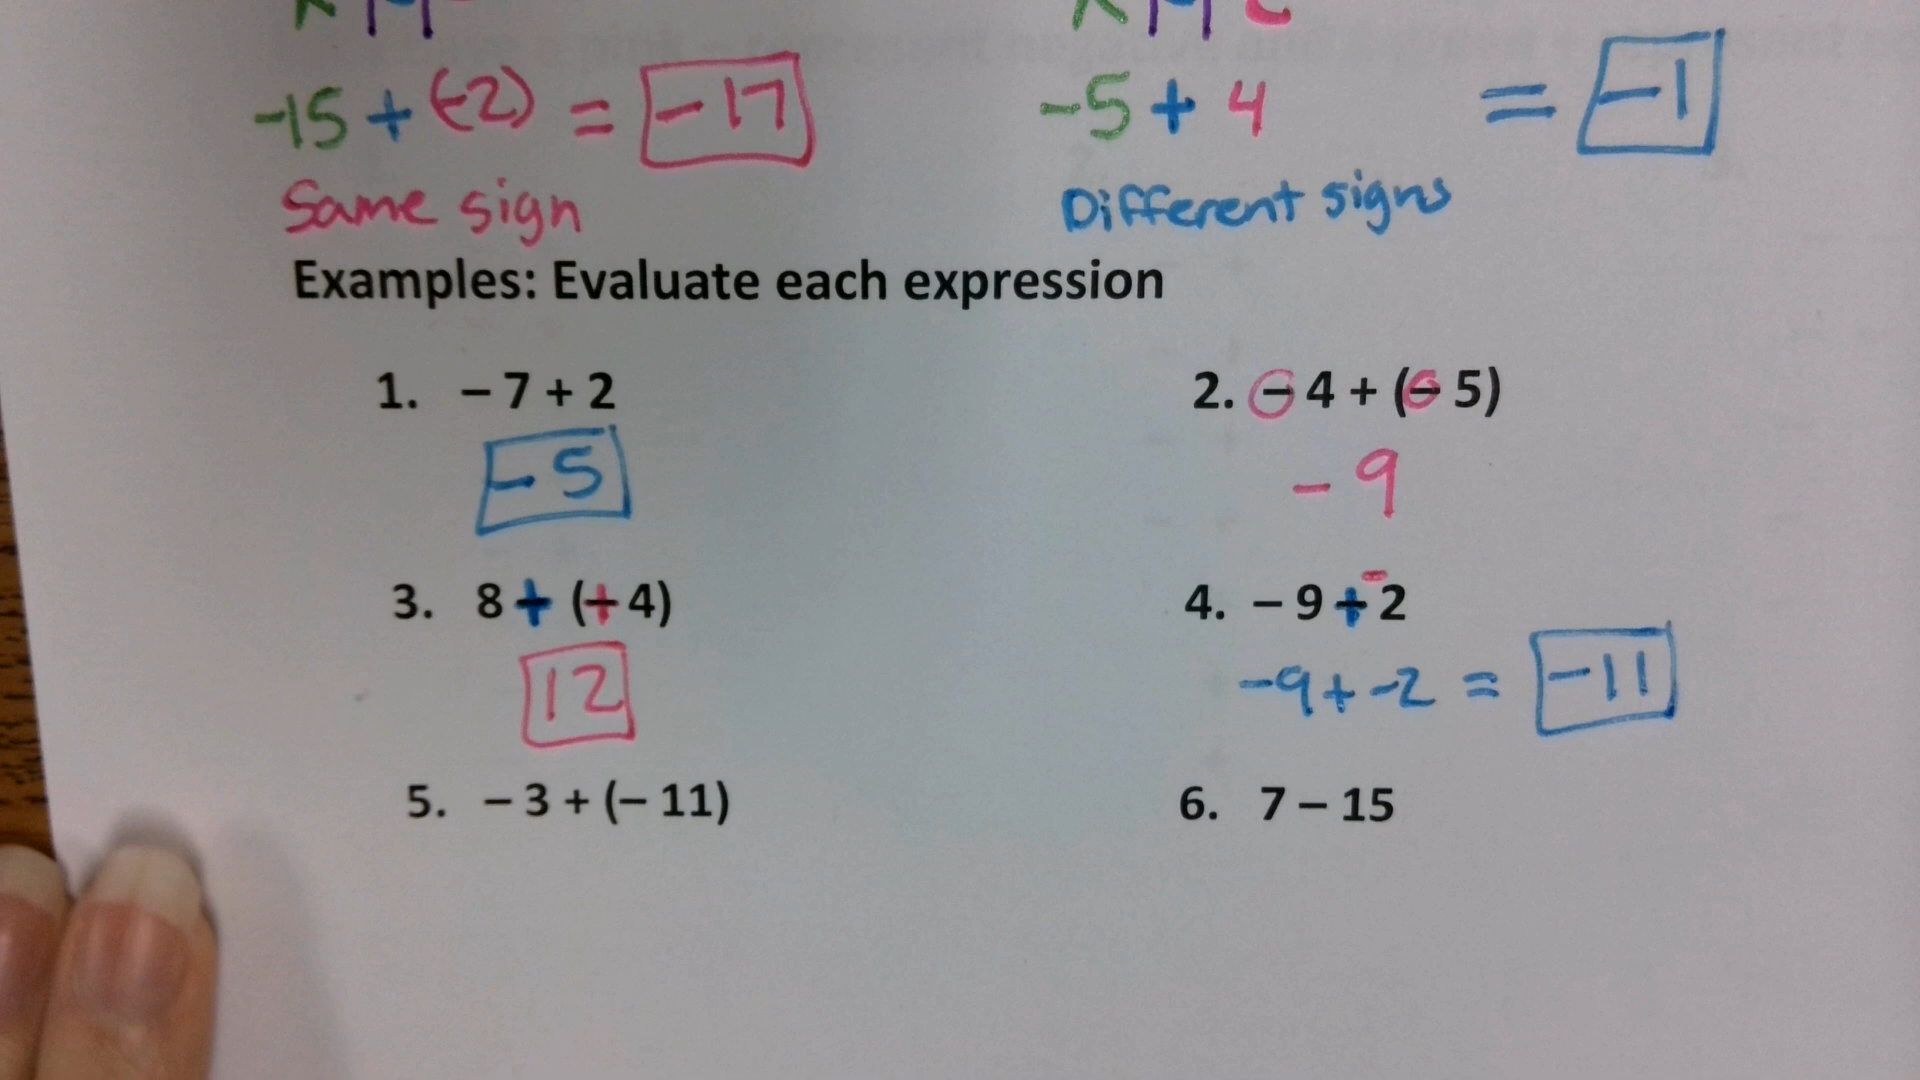 -15 + (-2) = -17
-5 + 4 = -1
Same sign
Different signs
Examples: Evaluate each expression
1. – 7 + 2
2. – 4 + (– 5)
-5
- 9
3. 8 + (+ 4)
4. – 9 + -2
12
-9 + -2 = -11
5. – 3 + (– 11)
6. 7 – 15